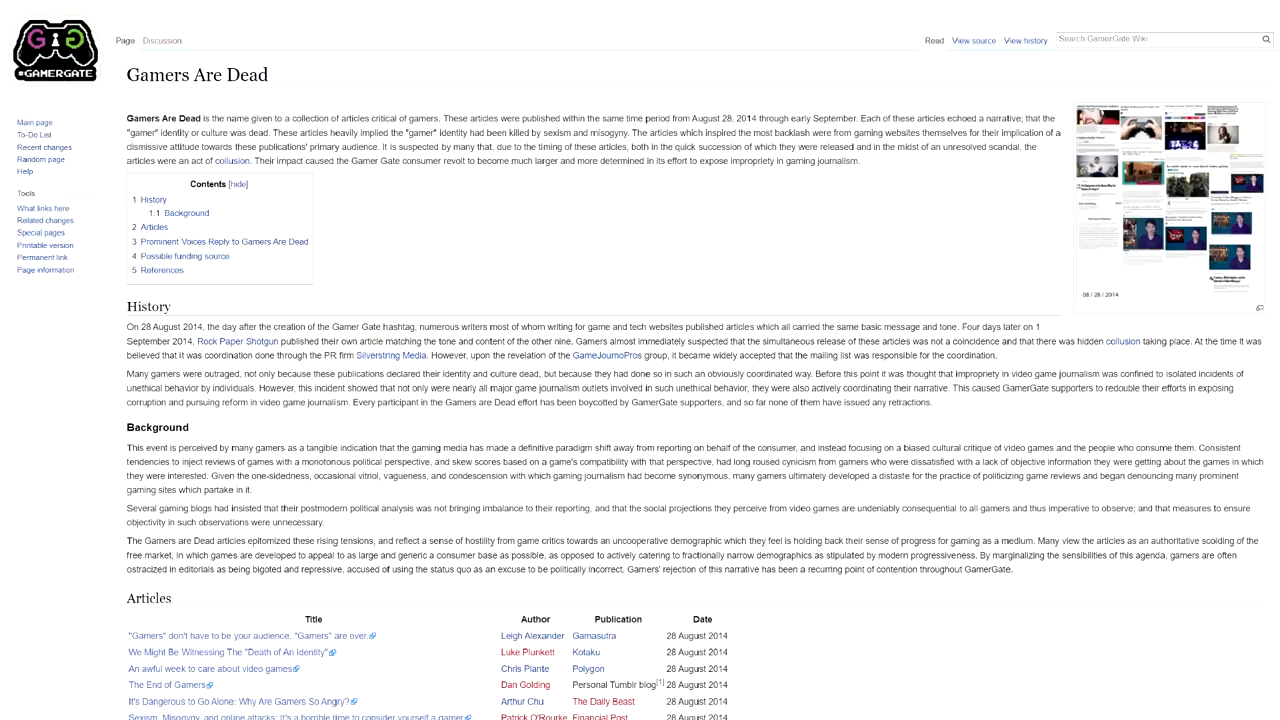 GG
#GAMERGATE
Page Discussion
Read View source View history
Search GamerGate Wiki
Main page
To-Do List
Recent changes
Random page
Help
Tools
What links here
Related changes
Special pages
Printable version
Permanent link
Page information
Gamers Are Dead
Gamers Are Dead is the name given to a collection of articles critical of gamers. These articles were published within the same time period from August 28, 2014 through early September. Each of these articles echoed a narrative; that the
"gamer" identity or culture was dead. These articles heavily implied the "gamer" identity had been killed by sexism and misogyny. The articles which inspired the most backlash were from gaming websites themselves for their implication of a
dismissive attitude towards these publications' primary audience. It is suspected by many that, due to the timing of these articles, both in the quick succession of which they were released and in the midst of an unresolved scandal, the
articles were an act of collusion. Their impact caused the Gamer Gate consumer revolt to become much larger and more determined in its effort to expose impropriety in gaming journalism.
Contents [hide]
1 History
1.1 Background
2 Articles
3 Prominent Voices Reply to Gamers Are Dead
4 Possible funding source
5 References
08 / 28 / 2014
History
On 28 August 2014, the day after the creation of the Gamer Gate hashtag, numerous writers most of whom writing for game and tech websites published articles which all carried the same basic message and tone. Four days later on 1
September 2014, Rock Paper Shotgun published their own article matching the tone and content of the other nine. Gamers almost immediately suspected that the simultaneous release of these articles was not a coincidence and that there was hidden collusion taking place. At the time it was
believed that it was coordination done through the PR firm Silverstring Media. However, upon the revelation of the GameJournoPros group, it became widely accepted that the mailing list was responsible for the coordination.
Many gamers were outraged, not only because these publications declared their identity and culture dead, but because they had done so in such an obviously coordinated way. Before this point it was thought that impropriety in video game journalism was confined to isolated incidents of
unethical behavior by individuals. However, this incident showed that not only were nearly all major game journalism outlets involved in such unethical behavior, they were also actively coordinating their narrative. This caused GamerGate supporters to redouble their efforts in exposing
corruption and pursuing reform in video game journalism. Every participant in the Gamers are Dead effort has been boycotted by GamerGate supporters, and so far none of them have issued any retractions.
Background
This event is perceived by many gamers as a tangible indication that the gaming media has made a definitive paradigm shift away from reporting on behalf of the consumer, and instead focusing on a biased cultural critique of video games and the people who consume them. Consistent
tendencies to inject reviews of games with a monotonous political perspective, and skew scores based on a game's compatibility with that perspective, had long roused cynicism from gamers who were dissatisfied with a lack of objective information they were getting about the games in which
they were interested. Given the one-sidedness, occasional vitriol, vagueness, and condescension with which gaming journalism had become synonymous, many gamers ultimately developed a distaste for the practice of politicizing game reviews and began denouncing many prominent
gaming sites which partake in it.
Several gaming blogs had insisted that their postmodern political analysis was not bringing imbalance to their reporting, and that the social projections they perceive from video games are undeniably consequential to all gamers and thus imperative to observe; and that measures to ensure
objectivity in such observations were unnecessary.
The Gamers are Dead articles epitomized these rising tensions, and reflect a sense of hostility from game critics towards an uncooperative demographic which they feel is holding back their sense of progress for gaming as a medium. Many view the articles as an authoritative scolding of the
free market, in which games are developed to appeal to as large and generic a consumer base as possible, as opposed to actively catering to fractionally narrow demographics as stipulated by modern progressiveness. By marginalizing the sensibilities of this agenda, gamers are often
ostracized in editorials as being bigoted and repressive, accused of using the status quo as an excuse to be politically incorrect. Gamers' rejection of this narrative has been a recurring point of contention throughout GamerGate.
Articles
Title Author Publication Date
"Gamers" don't have to be your audience. "Gamers" are over. Leigh Alexander Gamasutra 28 August 2014
We Might Be Witnessing The "Death of An Identity" Luke Plunkett Kotaku 28 August 2014
An awful week to care about video games Chris Plante Polygon 28 August 2014
The End of Gamers Dan Golding Personal Tumblr blog[1] 28 August 2014
It's Dangerous to Go Alone: Why Are Gamers So Angry? Arthur Chu The Daily Beast 28 August 2014
Sexism, Misogyny, and online attacks: It's a horrible time to consider yourself a gamer Patrick O'Rourke Financial Post 28 August 2014